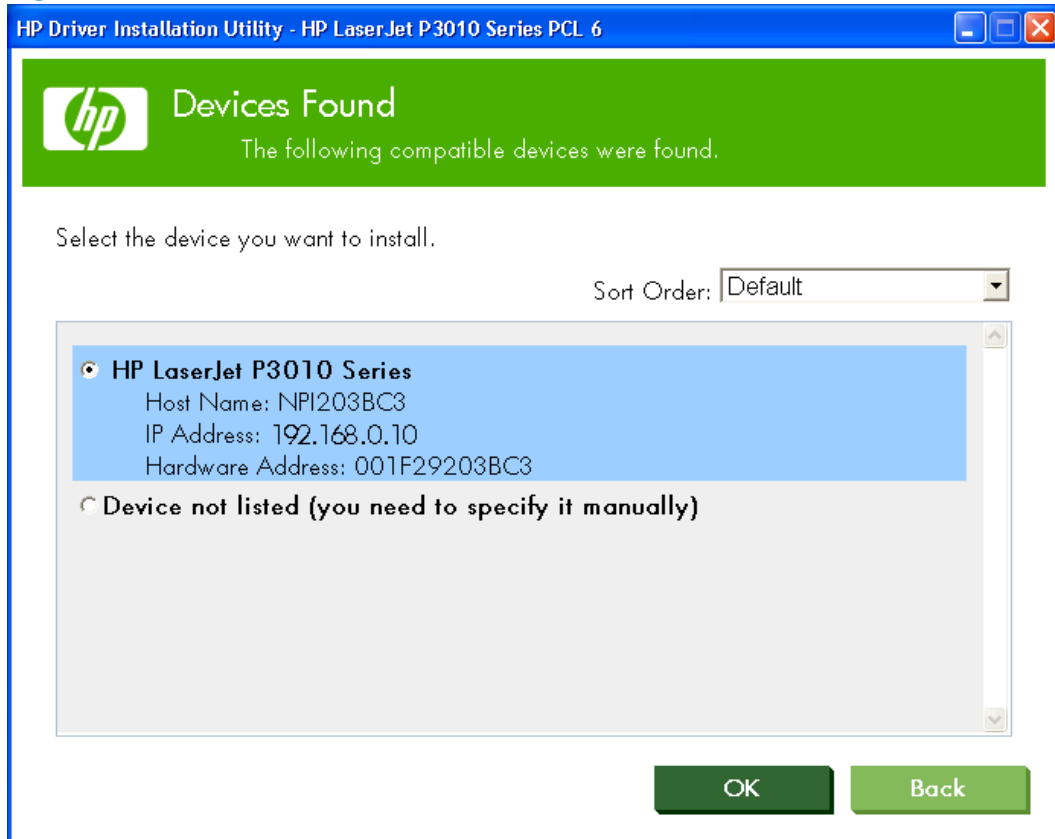 HP Driver Installation Utility - HP LaserJet P3010 Series PCL 6
hp
Devices Found
The following compatible devices were found.
Select the device you want to install.
Sort Order: Default
HP LaserJet P3010 Series
Host Name: NPI203BC3
IP Address: 192.168.0.10
Hardware Address: 001F29203BC3
Device not listed (you need to specify it manually)
OK
Back